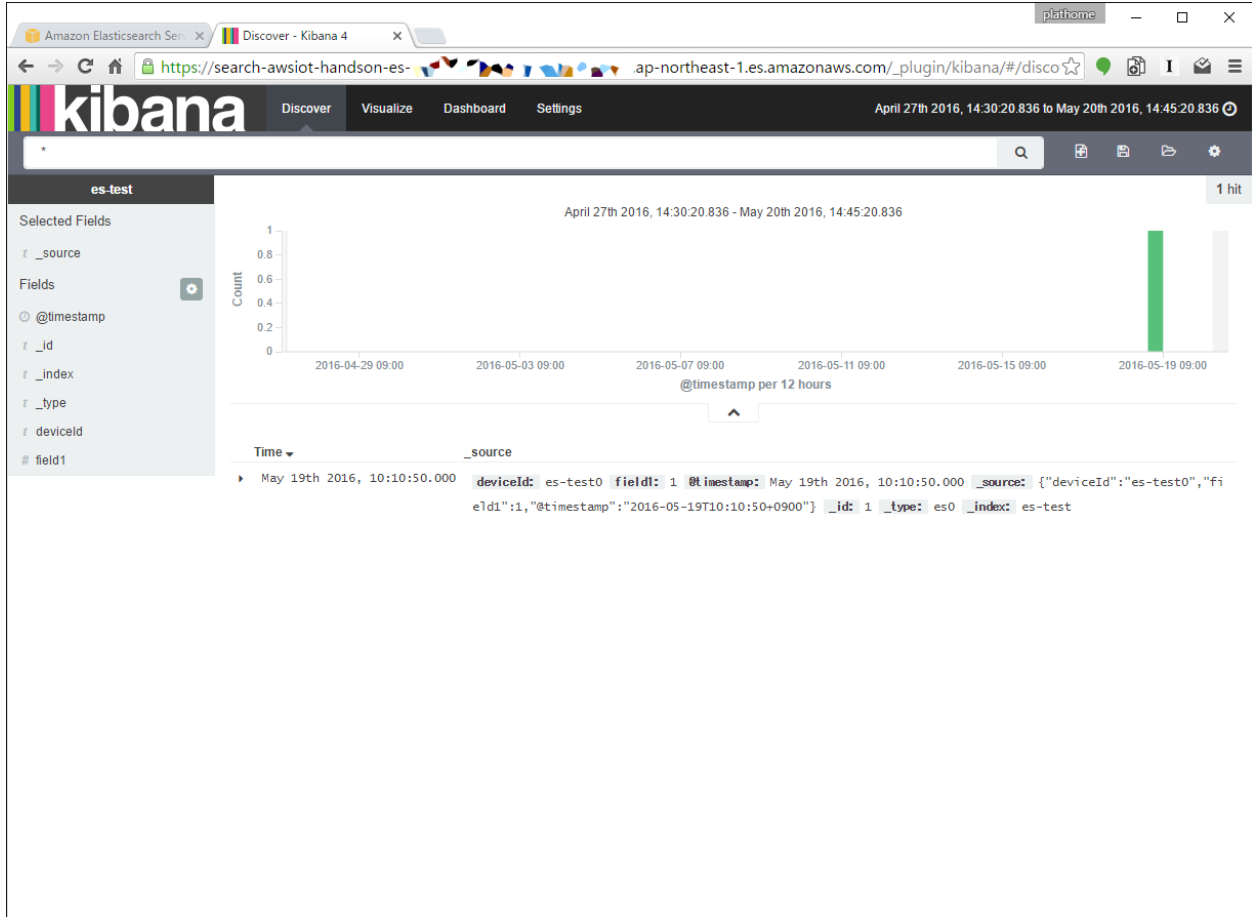 plathome
Amazon Elasticsearch Serv
Discover - Kibana 4
https://search-awsiot-handson-es- .ap-northeast-1.es.amazonaws.com/_plugin/kibana/#/disco
kibana Discover Visualize Dashboard Settings April 27th 2016, 14:30:20.836 to May 20th 2016, 14:45:20.836
*
es-test
1 hit
Selected Fields
t _source
Fields
@timestamp
t _id
t _index
t _type
t deviceId
# field1
April 27th 2016, 14:30:20.836 - May 20th 2016, 14:45:20.836
Count
1
0.8
0.6
0.4
0.2
0
2016-04-29 09:00 2016-05-03 09:00 2016-05-07 09:00 2016-05-11 09:00 2016-05-15 09:00 2016-05-19 09:00
@timestamp per 12 hours
Time _source
May 19th 2016, 10:10:50.000 deviceId: es-test0 field1: 1 @timestamp: May 19th 2016, 10:10:50.000 _source: {"deviceId":"es-test0","fi
eld1":1,"@timestamp":"2016-05-19T10:10:50+0900"} _id: 1 _type: es0 _index: es-test